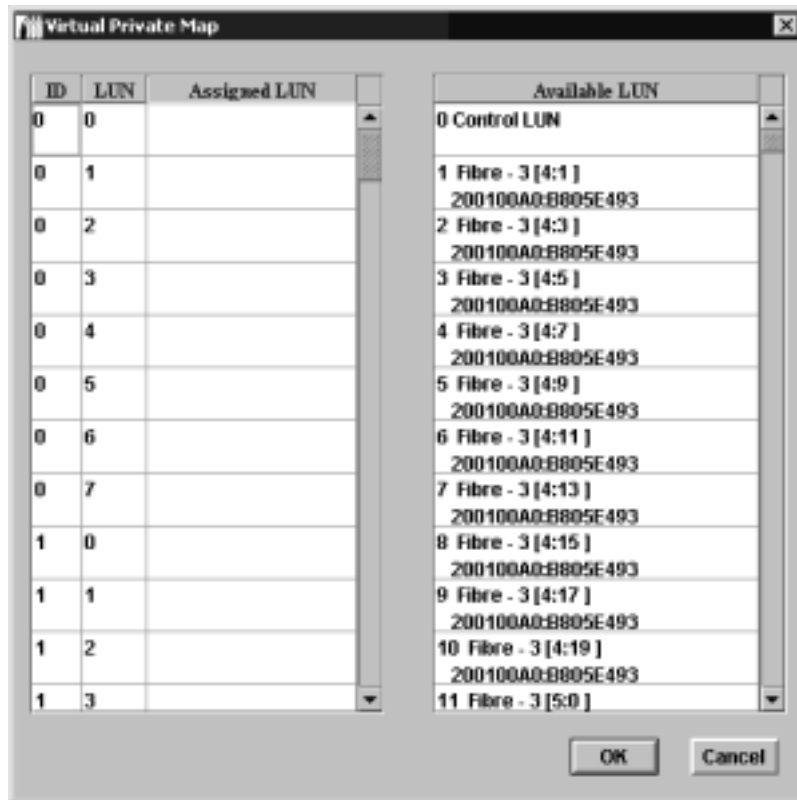 Virtual Private Map
ID LUN Assigned LUN
0 0
0 1
0 2
0 3
0 4
0 5
0 6
0 7
1 0
1 1
1 2
1 3
Available LUN
0 Control LUN
1 Fibre - 3 [4:1 ]
200100A0:B805E493
2 Fibre - 3 [4:3 ]
200100A0:B805E493
3 Fibre - 3 [4:5 ]
200100A0:B805E493
4 Fibre - 3 [4:7 ]
200100A0:B805E493
5 Fibre - 3 [4:9 ]
200100A0:B805E493
6 Fibre - 3 [4:11 ]
200100A0:B805E493
7 Fibre - 3 [4:13 ]
200100A0:B805E493
8 Fibre - 3 [4:15 ]
200100A0:B805E493
9 Fibre - 3 [4:17 ]
200100A0:B805E493
10 Fibre - 3 [4:19 ]
200100A0:B805E493
11 Fibre - 3 [5:0 ]
OK Cancel